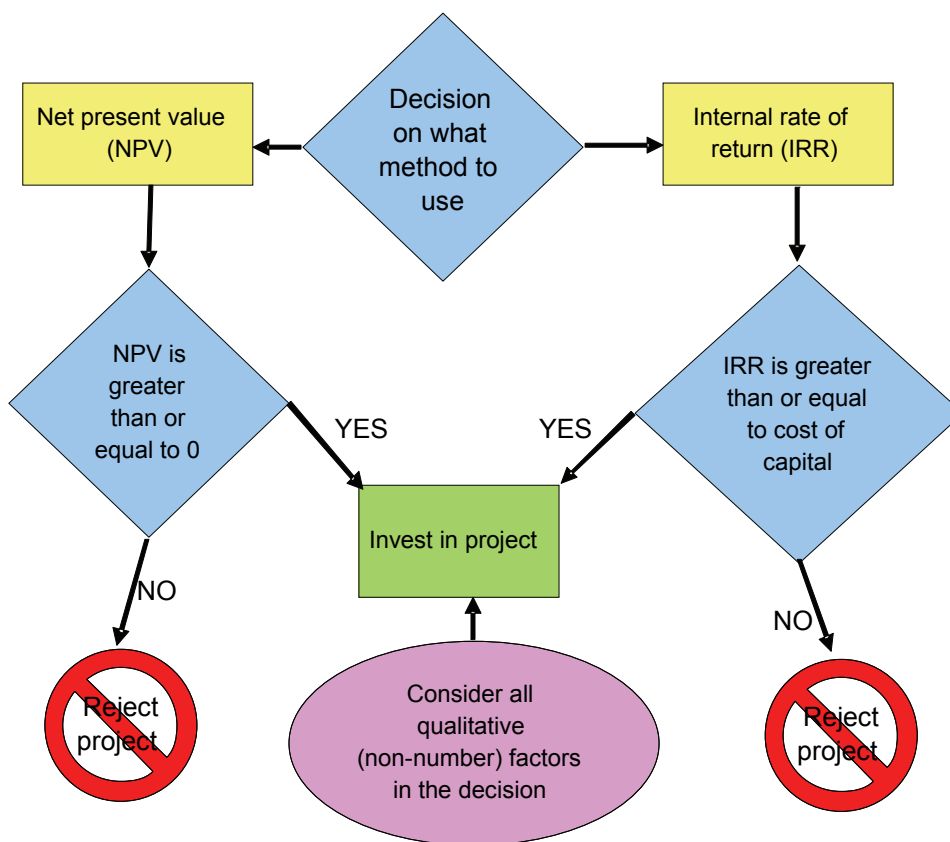 Decision
on what
method to
use
Net present value
(NPV)
Internal rate of
return (IRR)
NPV is
greater
than or
equal to 0
IRR is greater
than or equal
to cost of
capital
YES
YES
Invest in project
NO
NO
Reject
project
Consider all
qualitative
(non-number) factors
in the decision
Reject
project